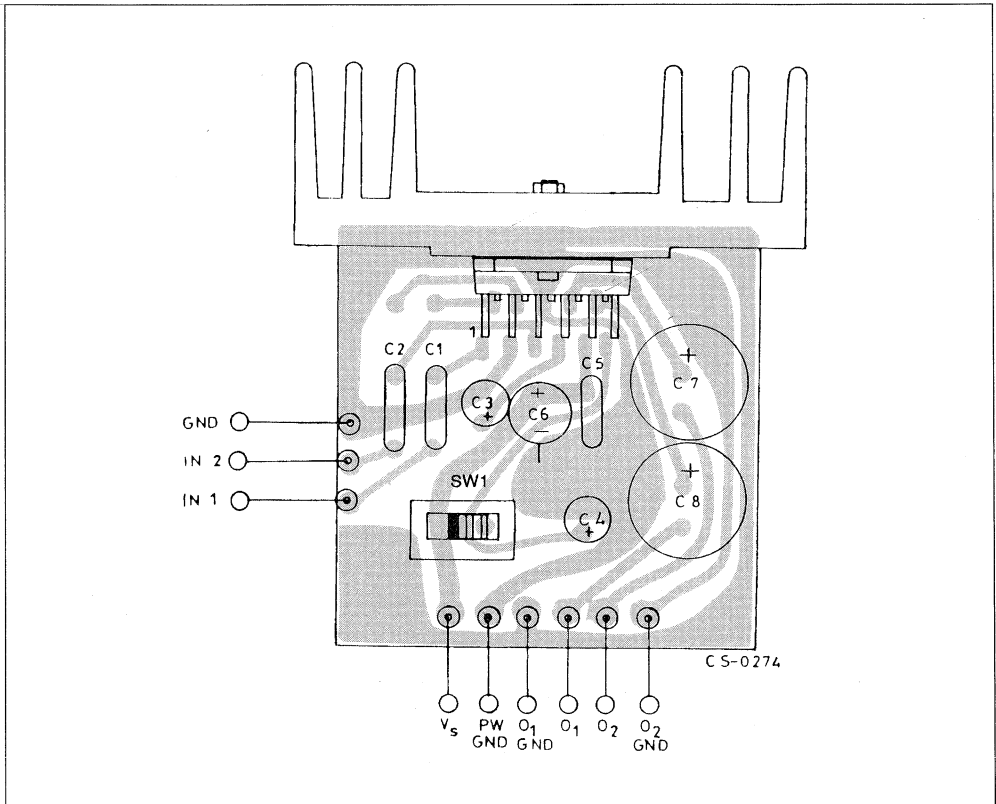 1
C2
C1
C5
C7
C3
C6
GND
IN 2
IN 1
SW1
C4
C8
CS-0274
Vs
PW
GND
O1
GND
O1
O2
O2
GND